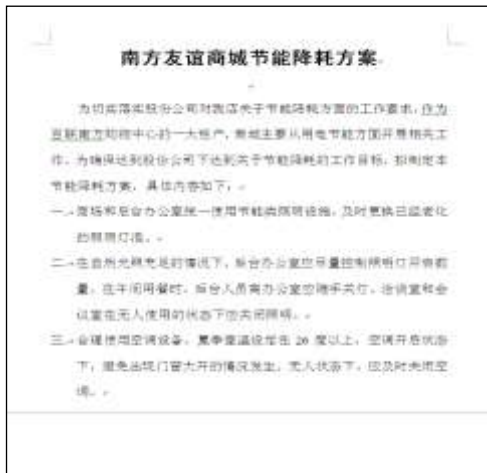 南方友谊商城节能降耗方案
为切实落实股份公司对我店关于节能降耗方面的工作要求，作为
百联南方购物中心的一大租户，商城主要从用电节能方面开展相关工
作。为确保达到股份公司下达到关于节能降耗的工作目标，拟制定本
节能降耗方案，具体内容如下。
一、商场和后台办公室统一使用节能类照明设施，及时更换已经老化
的照明灯泡。
二、在自然光照充足的情况下，后台办公室应尽量控制照明灯开启数
量。在午间用餐时，后台人员离办公室应随手关灯。洽谈室和会
议室在无人使用的状态下应关闭照明。
三、合理使用空调设备。夏季室温设定在 26 度以上，空调开启状态
下，避免出现门窗大开的情况发生。无人状态下，应及时关闭空
调。